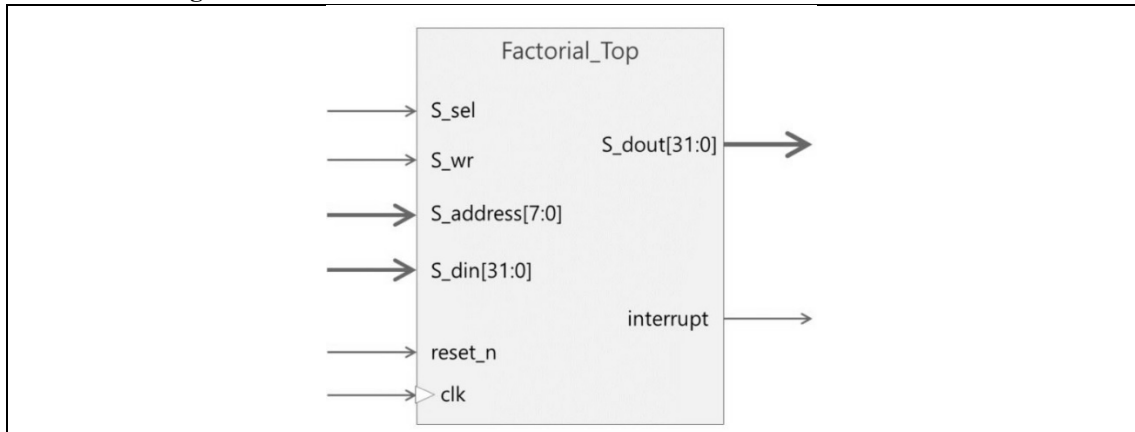 Factorial_Top
S_sel
S_dout[31:0]
S_wr
S_address[7:0]
S_din[31:0]
interrupt
reset_n
clk